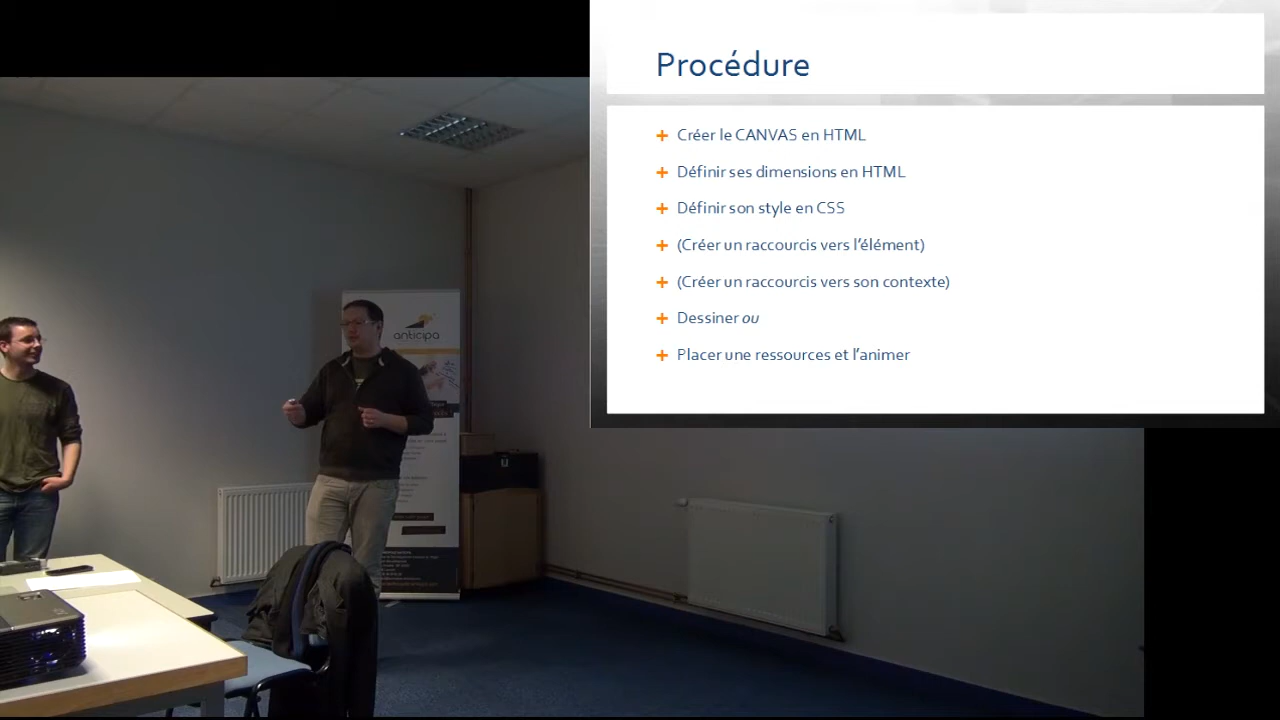 Procédure
Créer le CANVAS en HTML
Définir ses dimensions en HTML
Définir son style en CSS
(Créer un raccourcis vers l'élément)
(Créer un raccourcis vers son contexte)
Dessiner ou
Placer une ressources et l'animer
anticipa